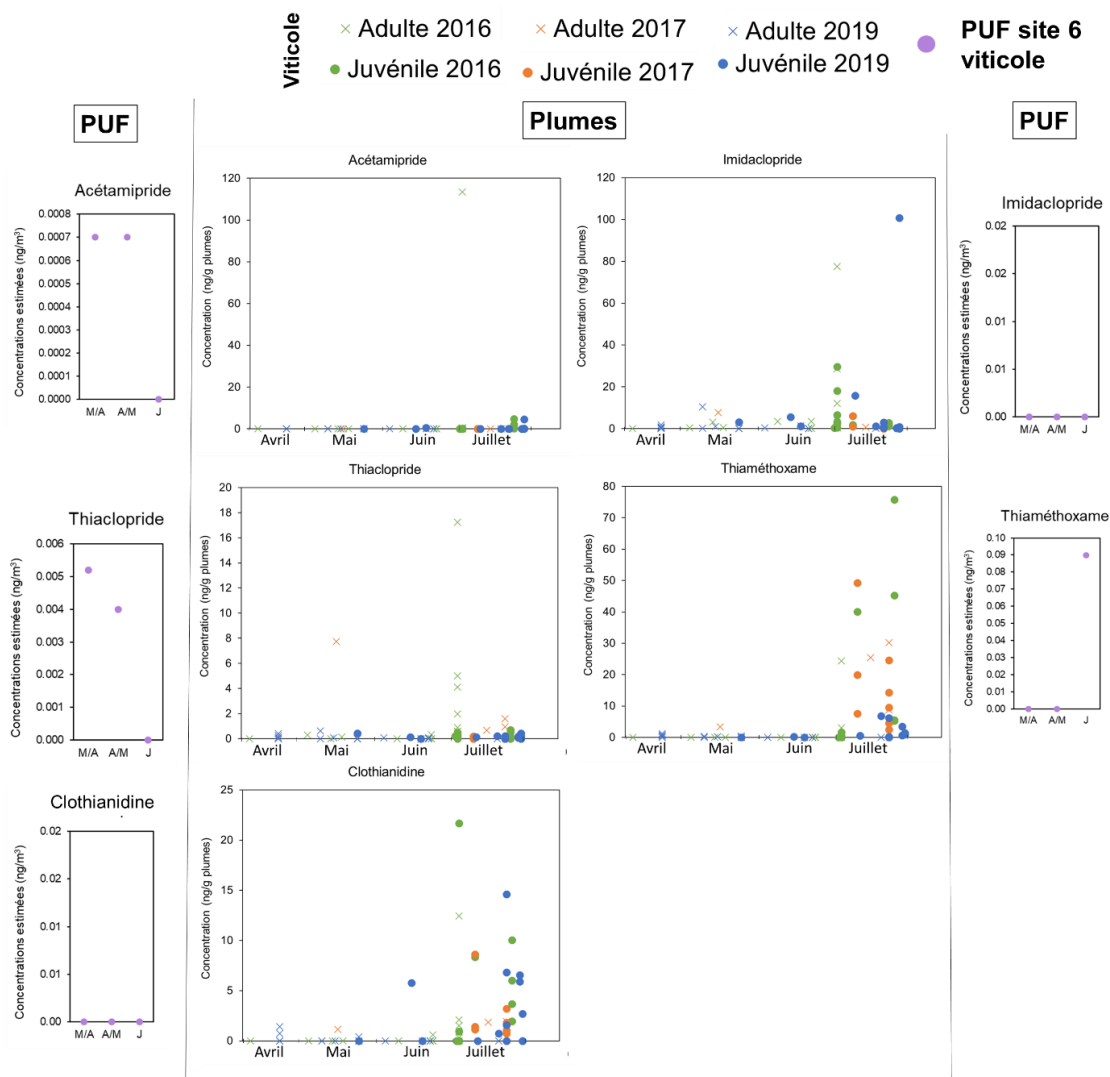 Viticole
Adulte 2016
Adulte 2017
Adulte 2019
Juvénile 2016
Juvénile 2017
Juvénile 2019
PUF site 6
viticole
PUF
Plumes
PUF
Acétamipride
Concentrations estimées (ng/m³)
0.0008
0.0007
0.0006
0.0005
0.0004
0.0003
0.0002
0.0001
0.0000
M/A A/M J
Acétamipride
Concentration (ng/g plumes)
120
100
80
60
40
20
0
Avril Mai Juin Juillet
Imidaclopride
Concentration (ng/g plumes)
120
100
80
60
40
20
0
Avril Mai Juin Juillet
Imidaclopride
Concentrations estimées (ng/m³)
0.02
0.02
0.01
0.01
0.00
M/A A/M J
Thiaclopride
Concentrations estimées (ng/m³)
0.006
0.005
0.004
0.003
0.002
0.001
0.000
M/A A/M J
Thiaclopride
Concentration (ng/g plumes)
20
18
16
14
12
10
8
6
4
2
0
Avril Mai Juin Juillet
Thiaméthoxame
Concentration (ng/g plumes)
80
70
60
50
40
30
20
10
0
Avril Mai Juin Juillet
Thiaméthoxame
Concentrations estimées (ng/m³)
0.10
0.09
0.08
0.07
0.06
0.05
0.04
0.03
0.02
0.01
0.00
M/A A/M J
Clothianidine
Concentrations estimées (ng/m³)
0.02
0.02
0.01
0.01
0.00
M/A A/M J
Clothianidine
Concentration (ng/g plumes)
25
20
15
10
5
0
Avril Mai Juin Juillet